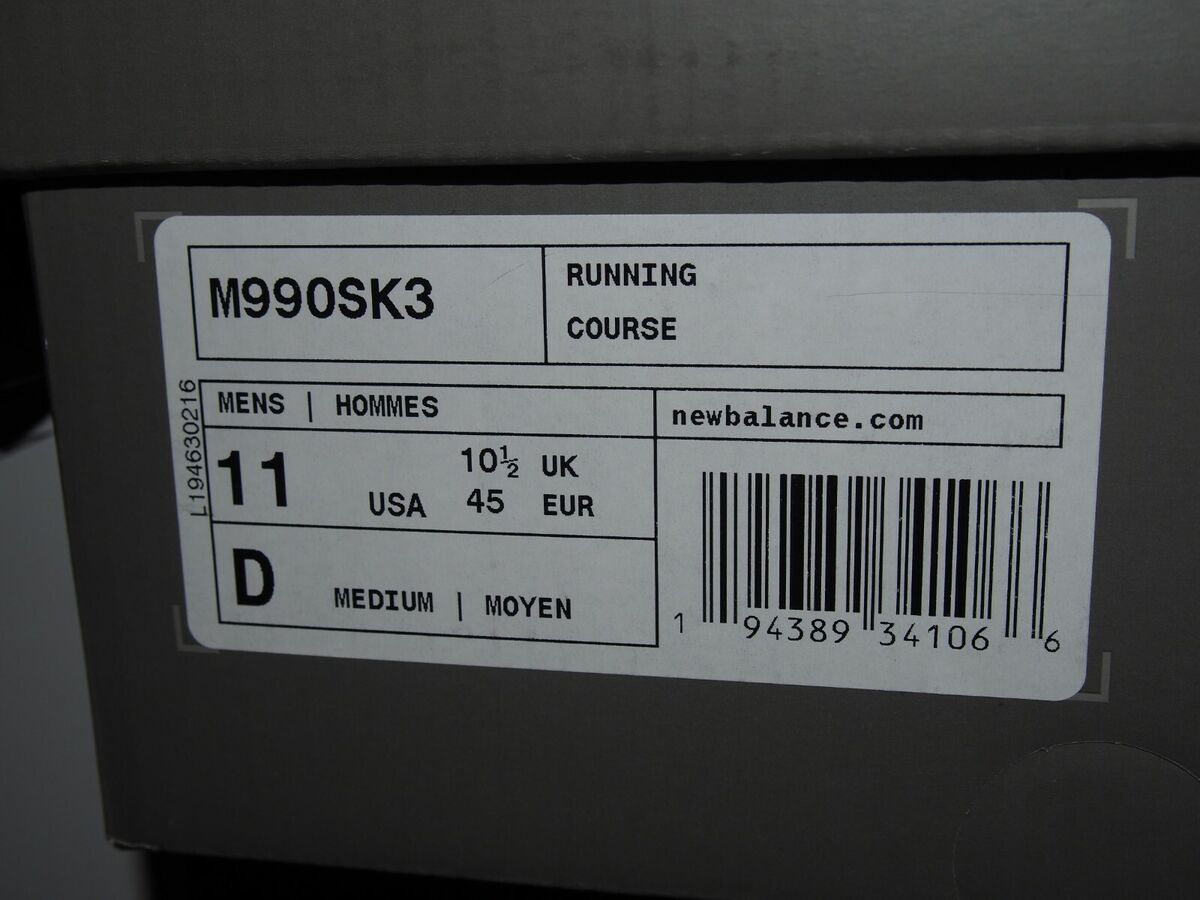 M990SK3
RUNNING
COURSE
L194630216
MENS | HOMMES
newbalance.com
11 USA
10½ UK
45 EUR
D MEDIUM | MOYEN
1 94389 34106 6